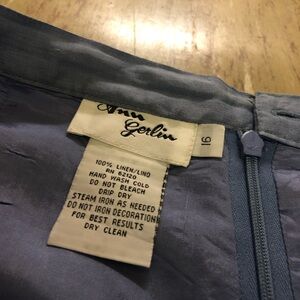 Ann
Gerlin
16
100% LINEN/LINO
RN 62120
HAND WASH COLD
DO NOT BLEACH
DRIP DRY
STEAM IRON AS NEEDED
DO NOT IRON DECORATION
FOR BEST RESULTS
DRY CLEAN